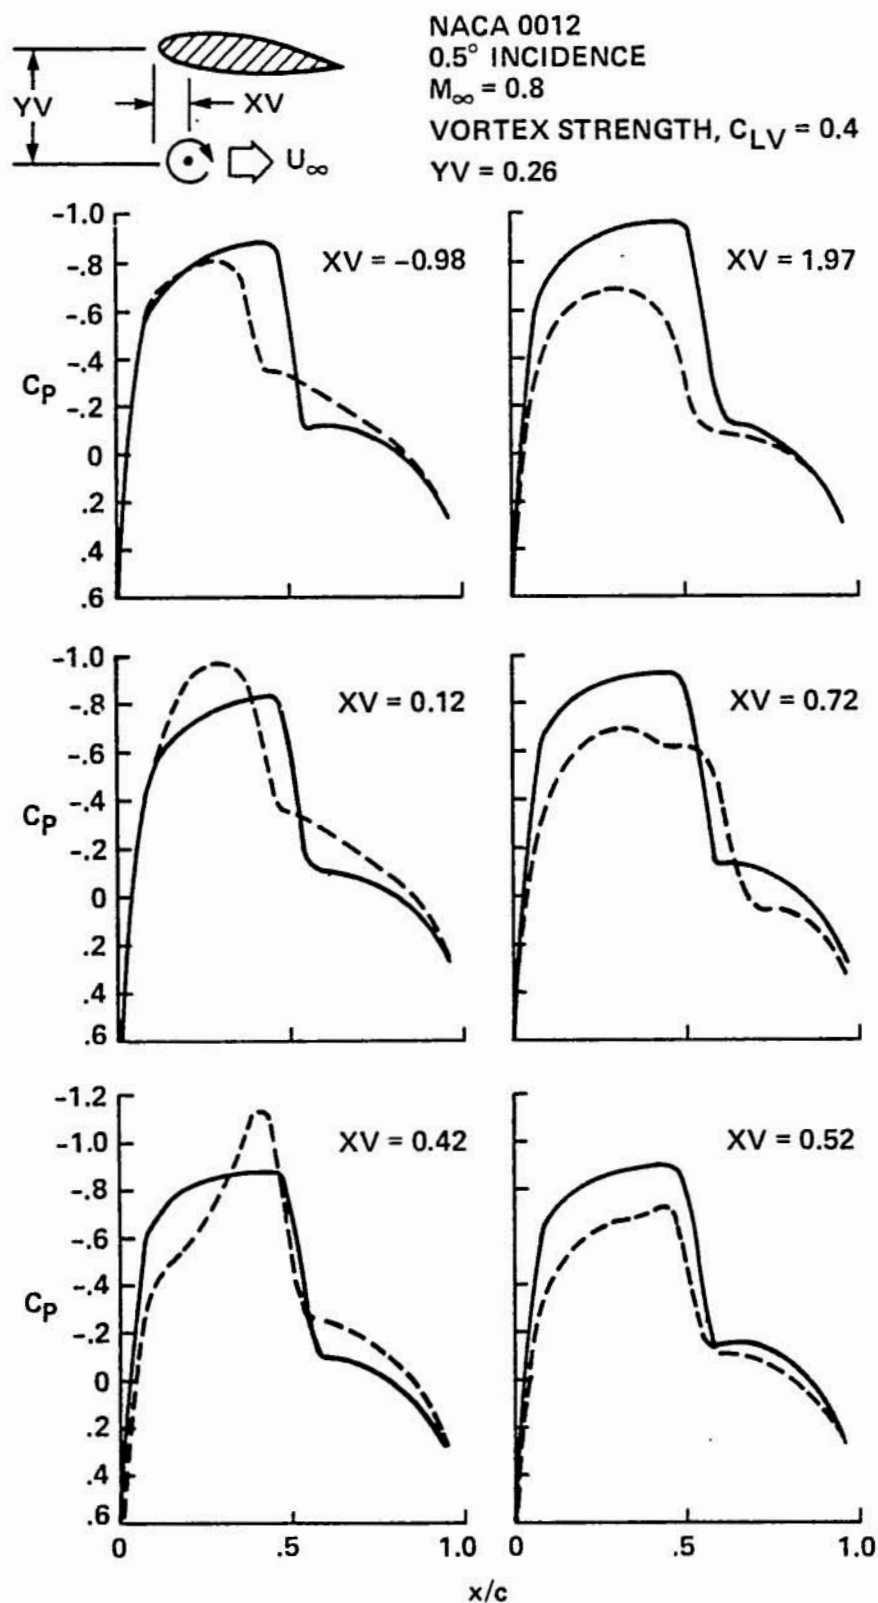 NACA 0012
0.5° INCIDENCE
M∞ = 0.8
VORTEX STRENGTH, CLV = 0.4
YV = 0.26
YV
XV
U∞
-1.0
-.8
-.6
-.4
-.2
0
.2
.4
.6
CP
XV = -0.98
XV = 1.97
0
.5
1.0
-1.0
-.8
-.6
-.4
-.2
0
.2
.4
.6
CP
XV = 0.12
XV = 0.72
-1.2
-1.0
-.8
-.6
-.4
-.2
0
.2
.4
.6
CP
XV = 0.42
XV = 0.52
0
.5
1.0
0
.5
1.0
x/c